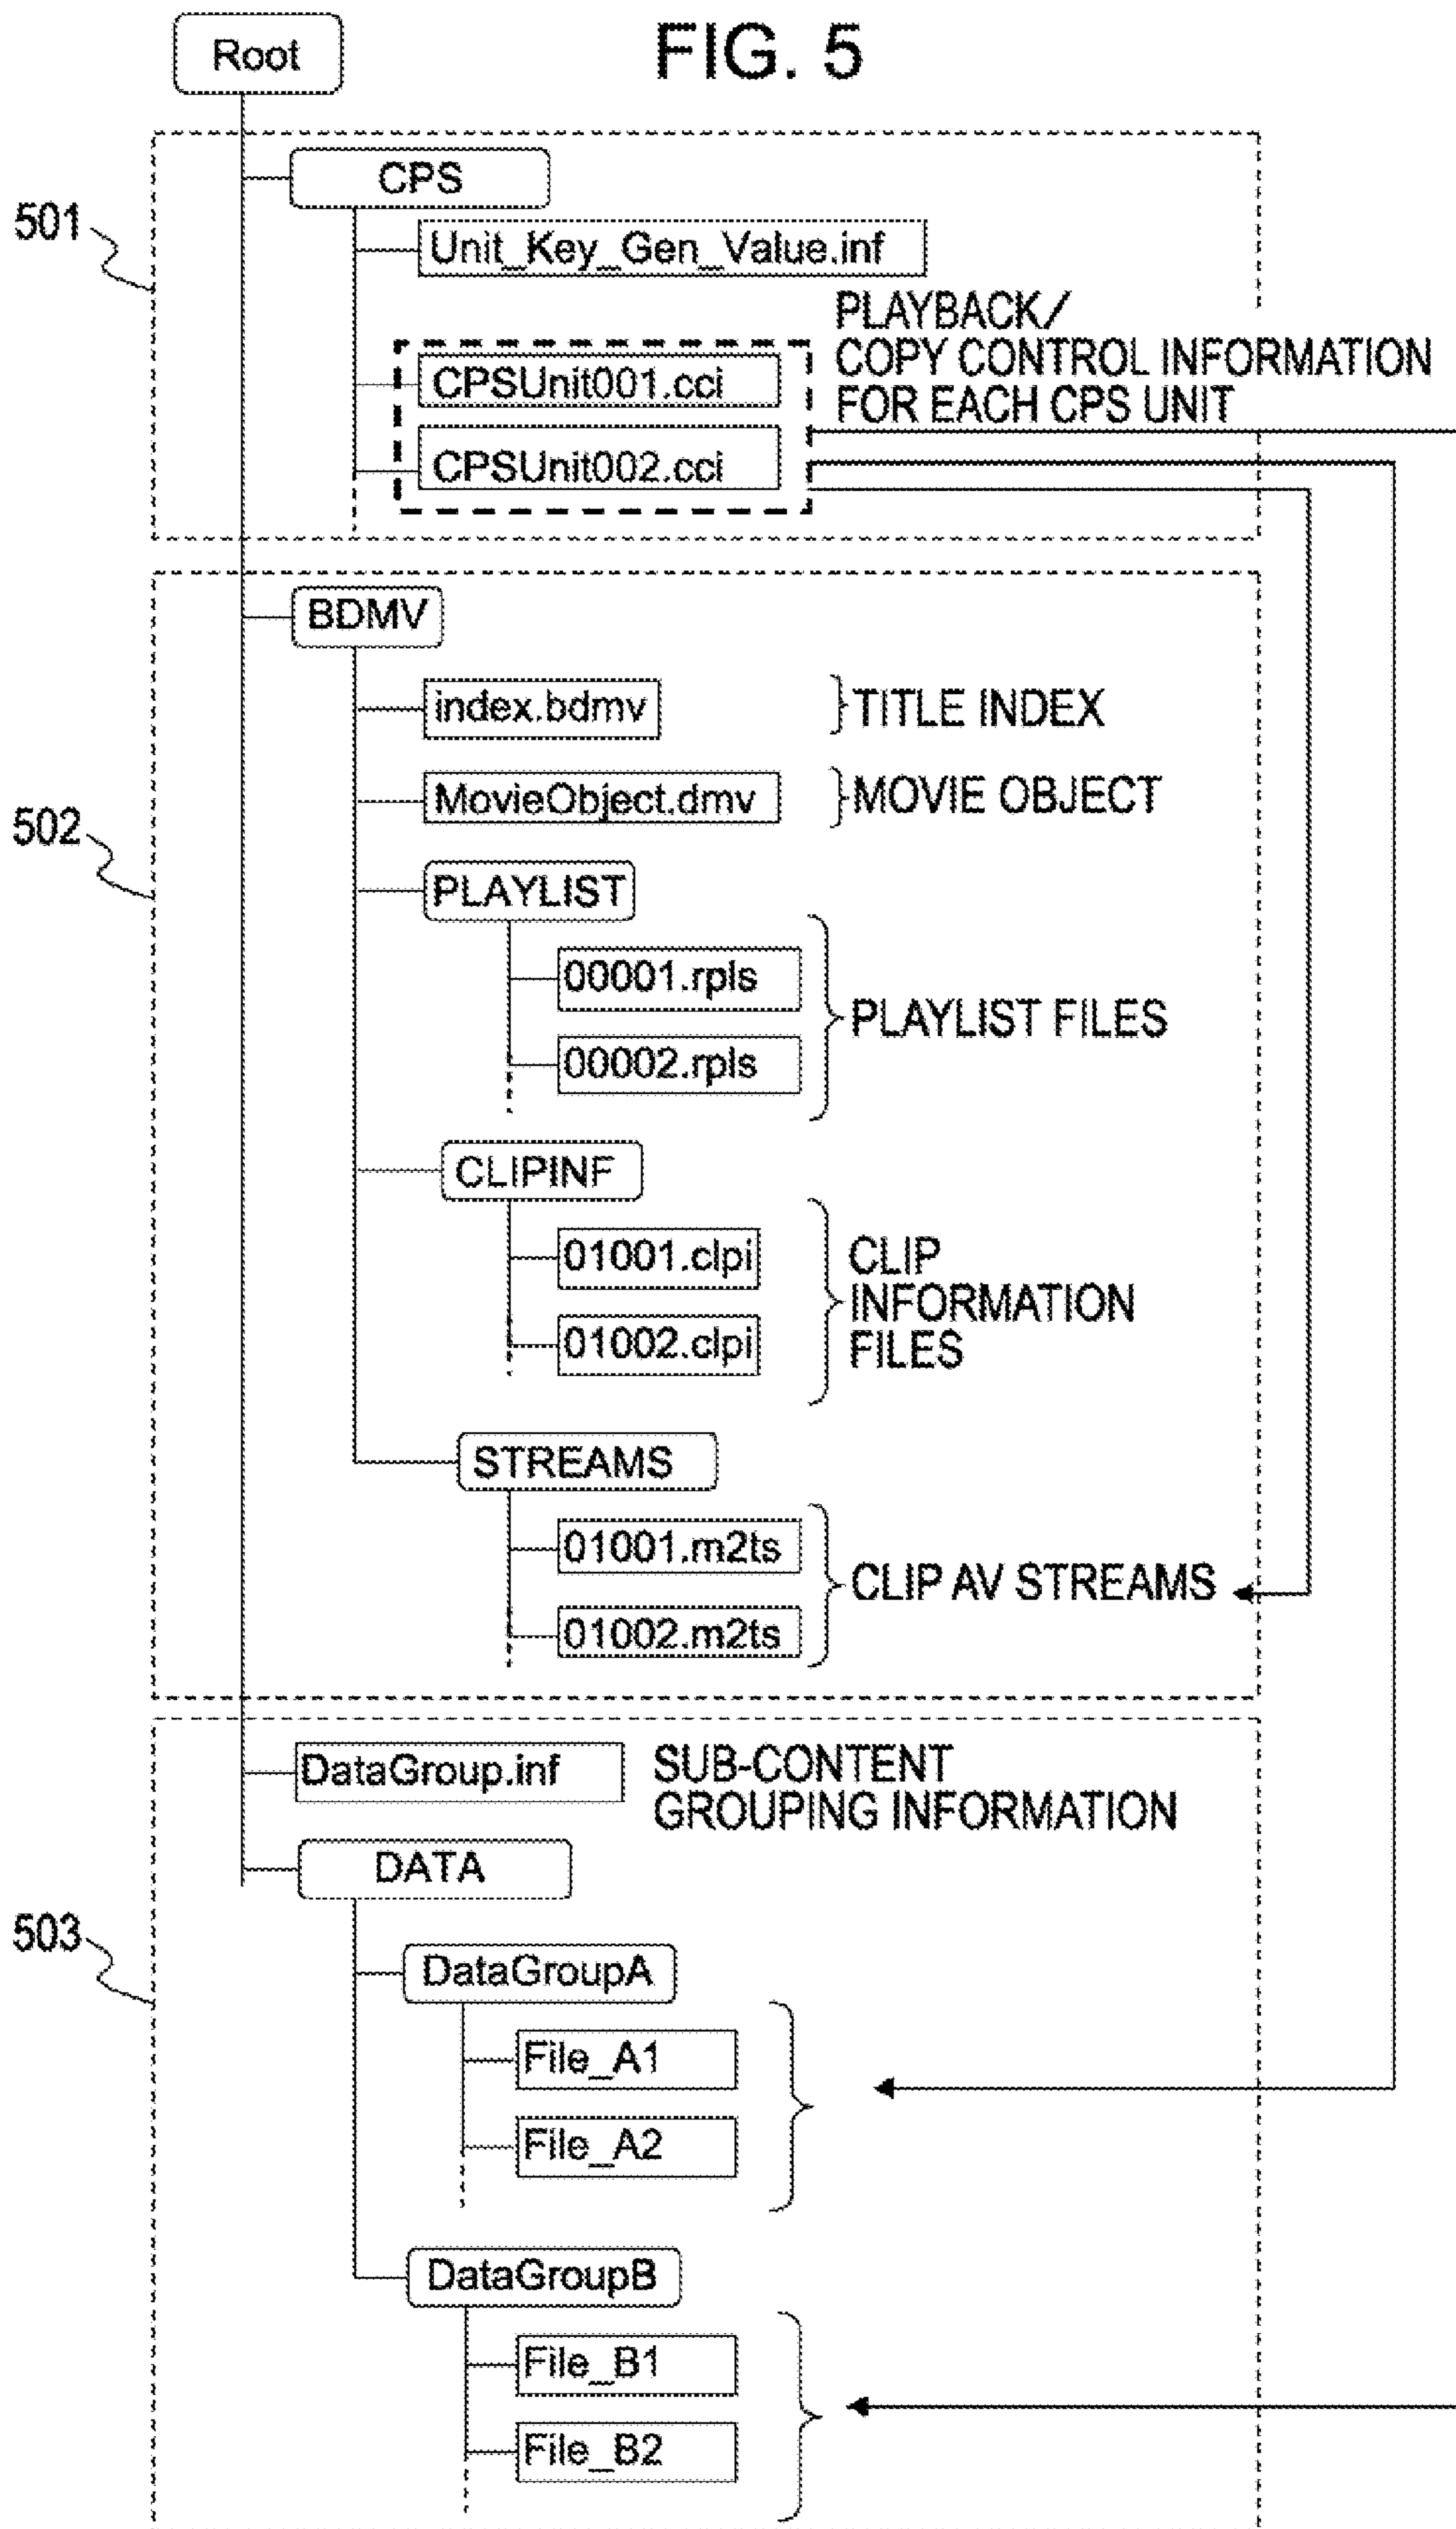 FIG. 5
Root
501
CPS
Unit_Key_Gen_Value.inf
PLAYBACK/
COPY CONTROL INFORMATION
FOR EACH CPS UNIT
CPSUnit001.cci
CPSUnit002.cci
502
BDMV
index.bdmv
TITLE INDEX
MovieObject.dmv
MOVIE OBJECT
PLAYLIST
00001.rpls
00002.rpls
PLAYLIST FILES
CLIPINF
01001.clpi
01002.clpi
CLIP
INFORMATION
FILES
STREAMS
01001.m2ts
01002.m2ts
CLIP AV STREAMS
503
DataGroup.inf
SUB-CONTENT
GROUPING INFORMATION
DATA
DataGroupA
File_A1
File_A2
DataGroupB
File_B1
File_B2